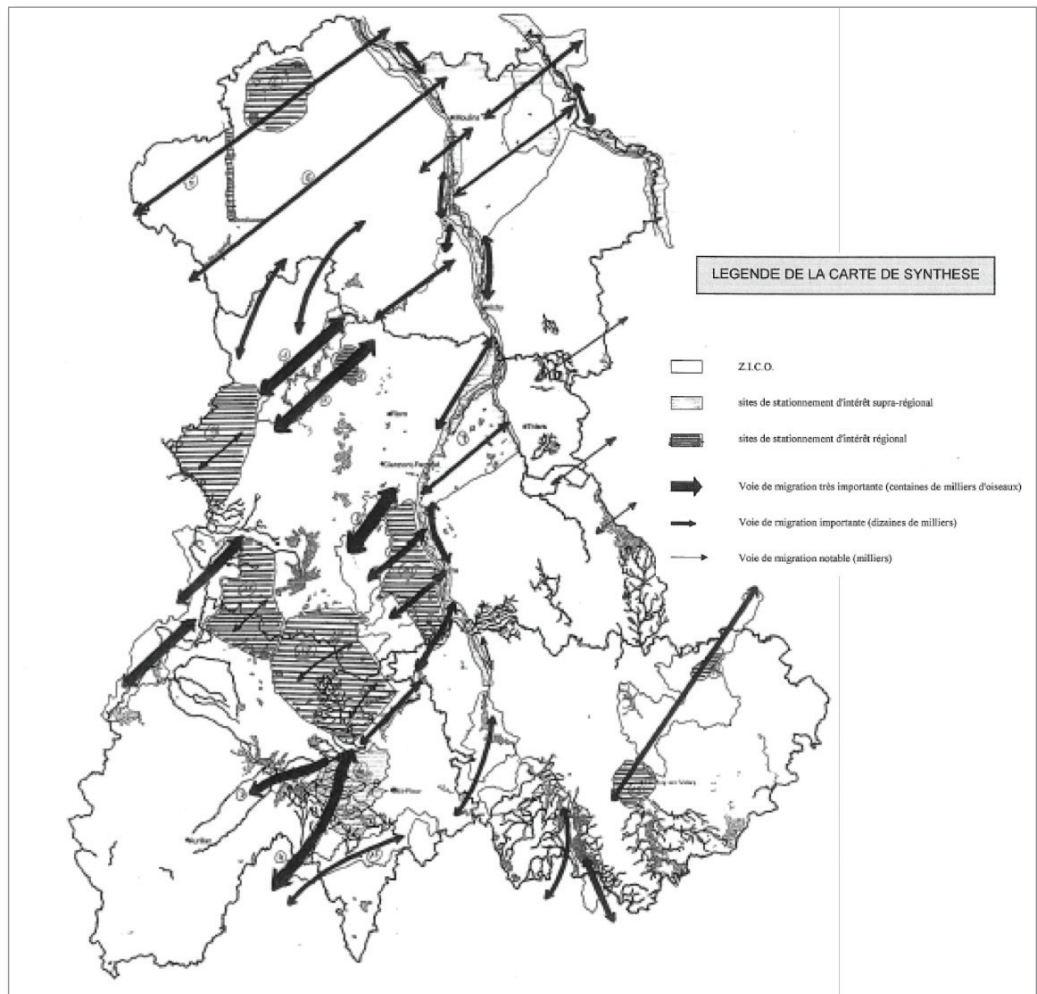 Moulins
Vichy
LEGENDE DE LA CARTE DE SYNTHESE
Z.I.C.O.
sites de stationnement d'intérêt supra-régional
Riom
Thiers
sites de stationnement d'intérêt régional
Clermont-Ferrand
Voie de migration très importante (centaines de milliers d'oiseaux)
Voie de migration importante (dizaines de milliers)
Voie de migration notable (milliers)
St-Flour
Aurillac